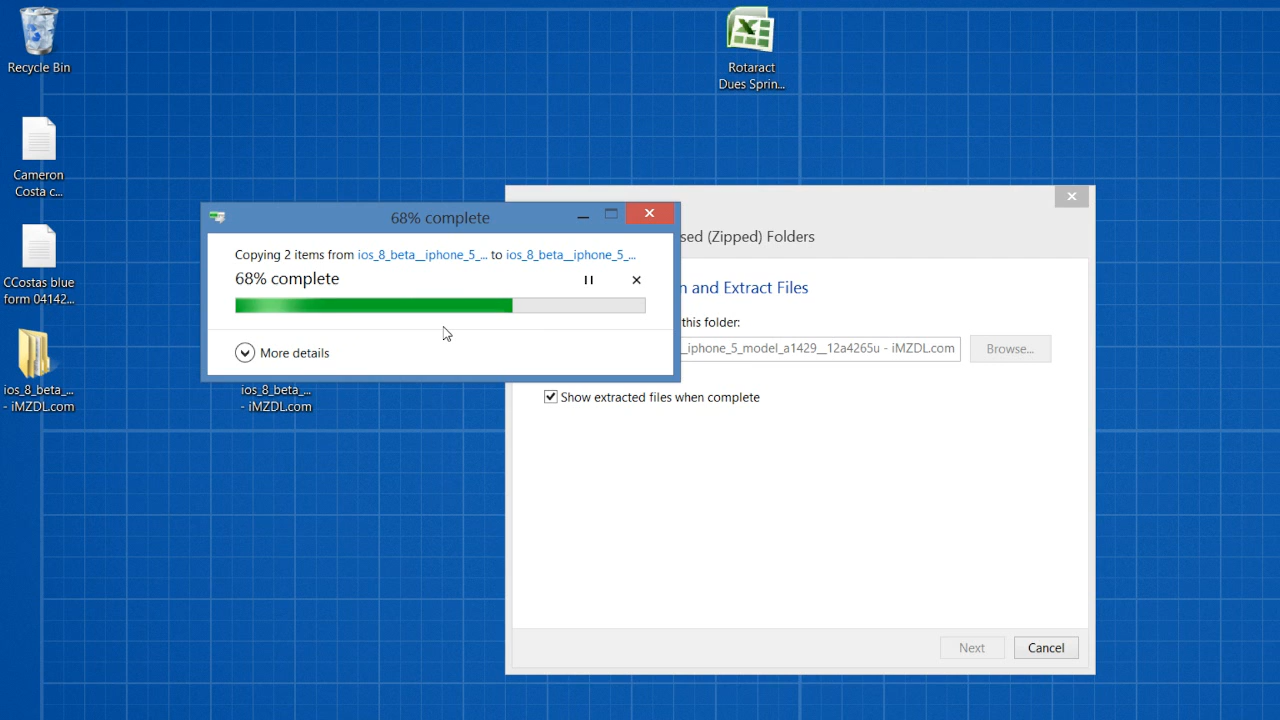 Recycle Bin
Rotaract
Dues Sprin...
Cameron
Costa c...
CCostas blue
form 04142...
ios_8_beta_...
- iMZDL.com
ios_8_beta_...
- iMZDL.com
68% complete
Copying 2 items from ios_8_beta__iphone_5_... to ios_8_beta__iphone_5_...
68% complete
More details
sed (Zipped) Folders
n and Extract Files
this folder:
_iphone_5_model_a1429__12a4265u - iMZDL.com
Browse...
Show extracted files when complete
Next
Cancel